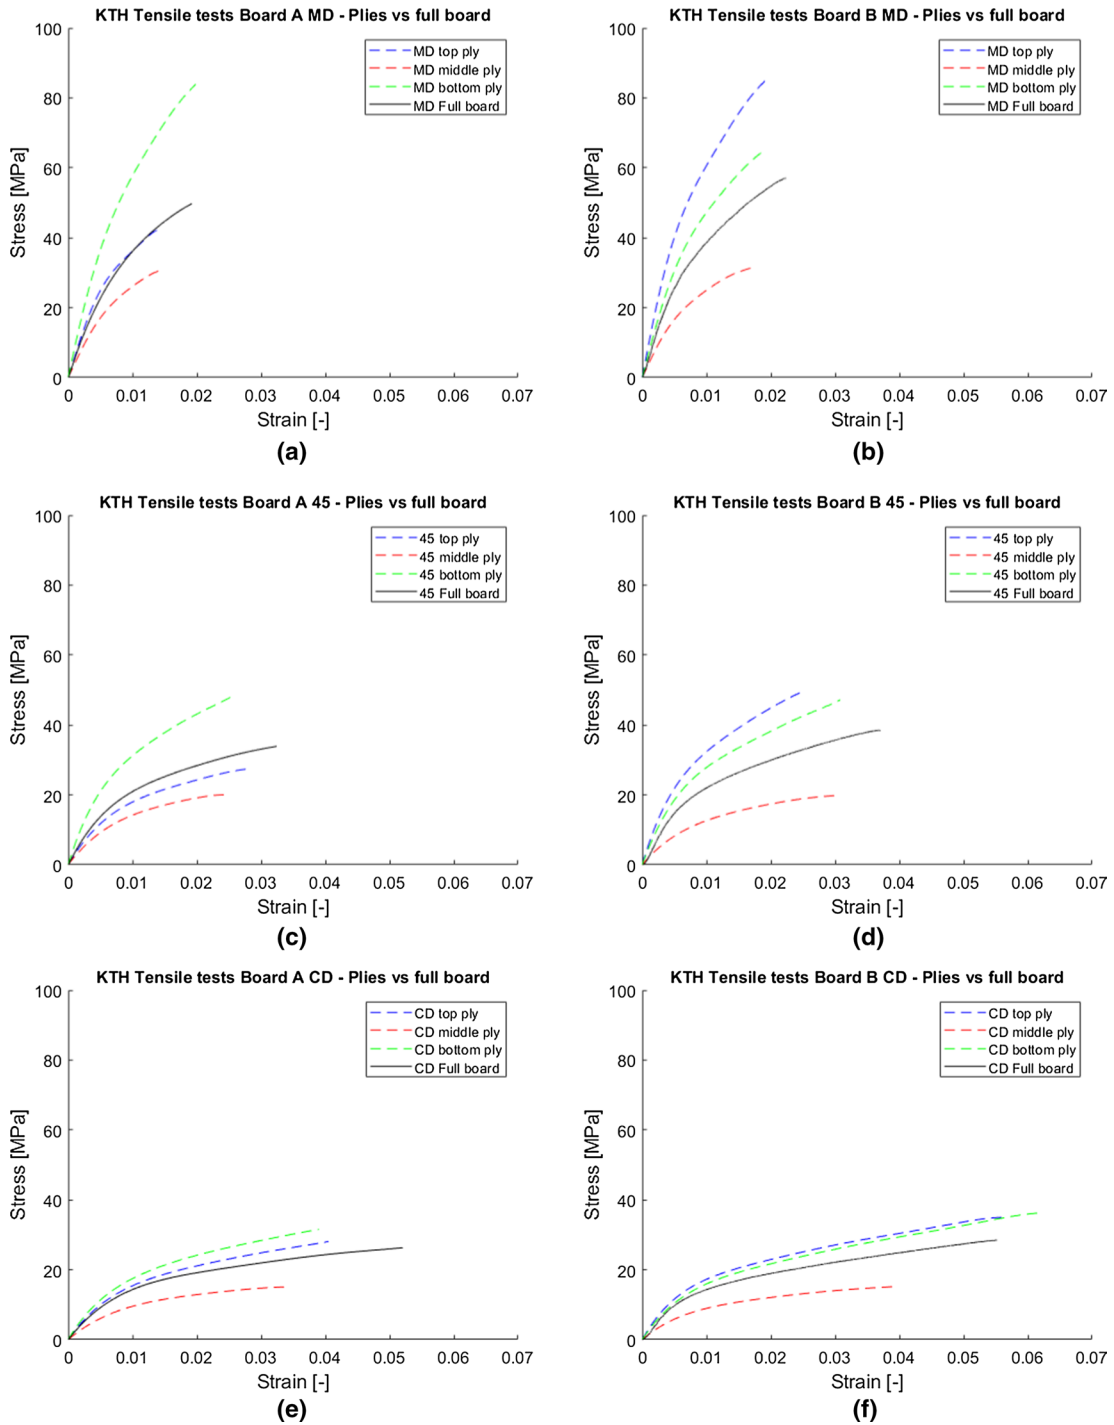 KTH Tensile tests Board A MD - Plies vs full board
100
80
60
40
20
0
Stress [MPa]
MD top ply
MD middle ply
MD bottom ply
MD Full board
0 0.01 0.02 0.03 0.04 0.05 0.06 0.07
Strain [-]
(a)
KTH Tensile tests Board B MD - Plies vs full board
100
80
60
40
20
0
Stress [MPa]
MD top ply
MD middle ply
MD bottom ply
MD Full board
0 0.01 0.02 0.03 0.04 0.05 0.06 0.07
Strain [-]
(b)
KTH Tensile tests Board A 45 - Plies vs full board
100
80
60
40
20
0
Stress [MPa]
45 top ply
45 middle ply
45 bottom ply
45 Full board
0 0.01 0.02 0.03 0.04 0.05 0.06 0.07
Strain [-]
(c)
KTH Tensile tests Board B 45 - Plies vs full board
100
80
60
40
20
0
Stress [MPa]
45 top ply
45 middle ply
45 bottom ply
45 Full board
0 0.01 0.02 0.03 0.04 0.05 0.06 0.07
Strain [-]
(d)
KTH Tensile tests Board A CD - Plies vs full board
100
80
60
40
20
0
Stress [MPa]
CD top ply
CD middle ply
CD bottom ply
CD Full board
0 0.01 0.02 0.03 0.04 0.05 0.06 0.07
Strain [-]
(e)
KTH Tensile tests Board B CD - Plies vs full board
100
80
60
40
20
0
Stress [MPa]
CD top ply
CD middle ply
CD bottom ply
CD Full board
0 0.01 0.02 0.03 0.04 0.05 0.06 0.07
Strain [-]
(f)